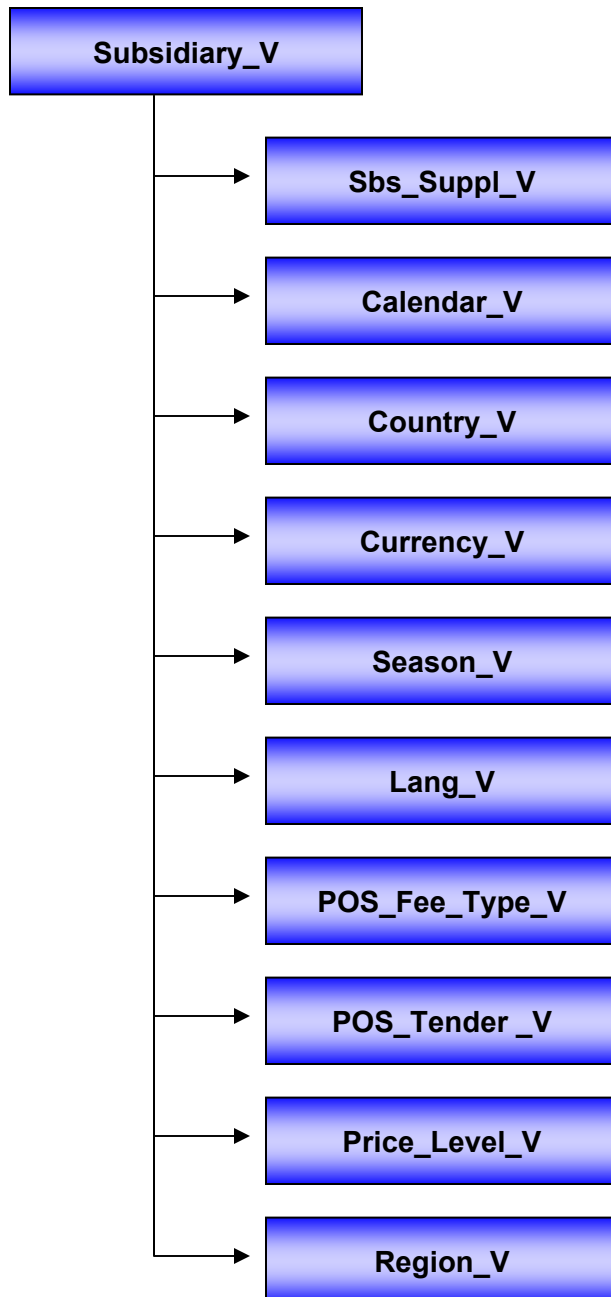 Subsidiary_V
Sbs_Suppl_V
Calendar_V
Country_V
Currency_V
Season_V
Lang_V
POS_Fee_Type_V
POS_Tender _V
Price_Level_V
Region_V